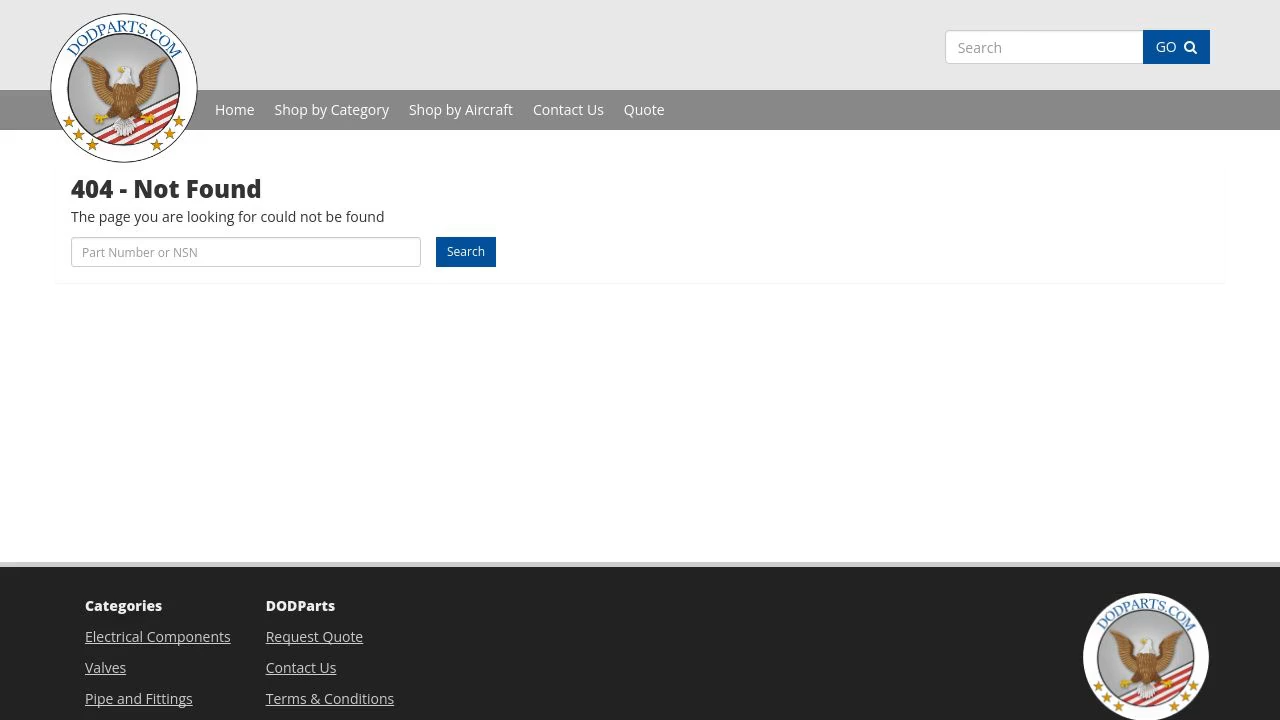 DODPARTS.COM
Search
GO
Home
Shop by Category
Shop by Aircraft
Contact Us
Quote
404 - Not Found
The page you are looking for could not be found
Part Number or NSN
Search
Categories
DODParts
Electrical Components
Request Quote
Valves
Contact Us
Pipe and Fittings
Terms & Conditions
DODPARTS.COM